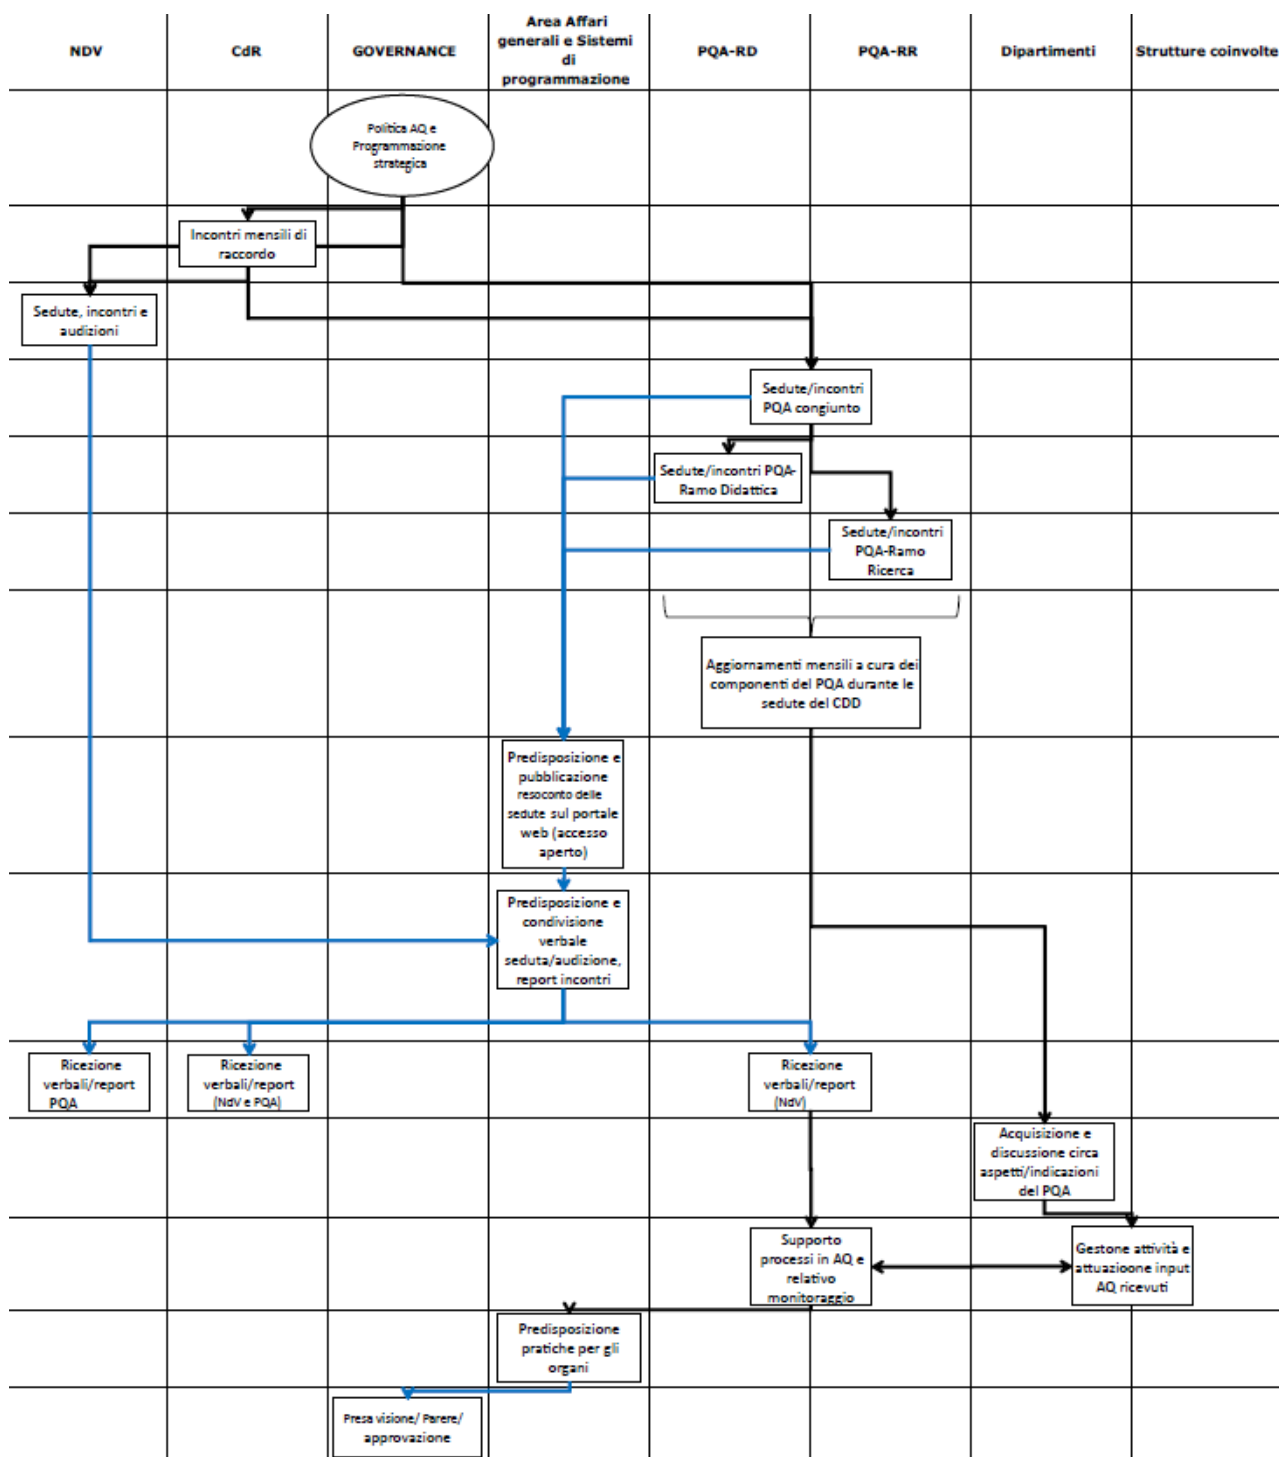 NDV
CdR
GOVERNANCE
Area Affari
generali e Sistemi
di
programmazione
PQA-RD
PQA-RR
Dipartimenti
Strutture coinvolte
Politica AQ e
Programmazione
strategica
Incontri mensili di
raccordo
Sedute, incontri e
audizioni
Sedute/incontri
PQA congiunto
Sedute/incontri PQA-
Ramo Didattica
Sedute/incontri
PQA-Ramo
Ricerca
Aggiornamenti mensili a cura dei
componenti del PQA durante le
sedute del CDD
Predisposizione e
pubblicazione
resoconto delle
sedute sul portale
web (accesso
aperto)
Predisposizione e
condivisione
verbale
seduta/audizione,
report incontri
Ricezione
verbali/report
PQA
Ricezione
verbali/report
(NdV e PQA)
Ricezione
verbali/report
(NdV)
Acquisizione e
discussione circa
aspetti/indicazioni
del PQA
Supporto
processi in AQ e
relativo
monitoraggio
Gestone attività e
attuazioone input
AQ ricevuti
Predisposizione
pratiche per gli
organi
Presa visione/ Parere/
approvazione